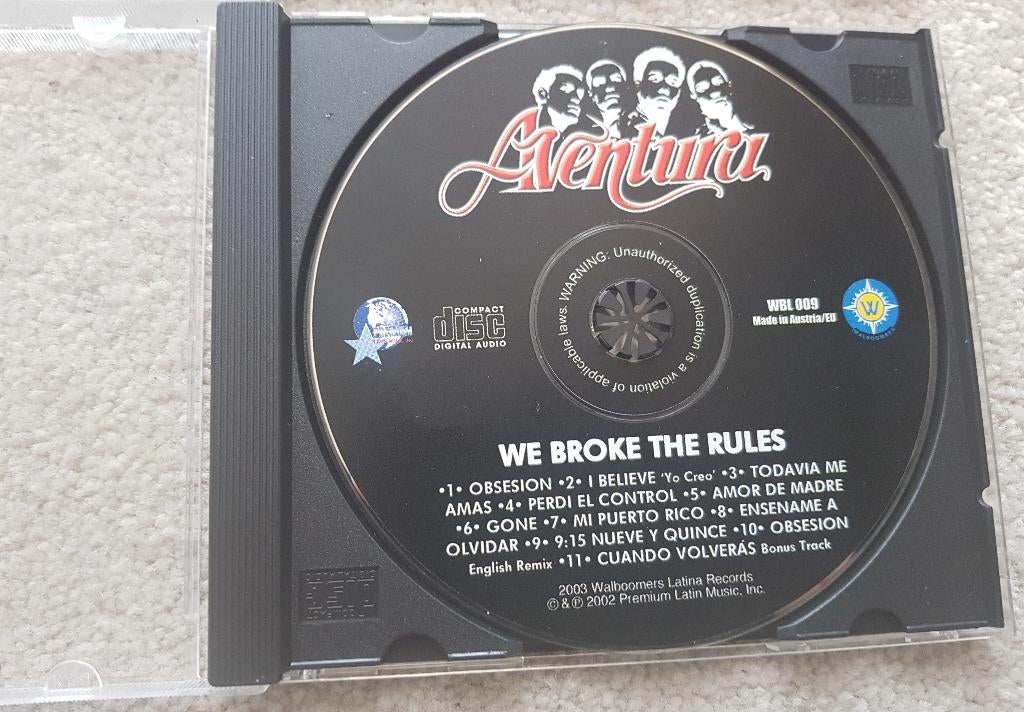 Aventura
WARNING: Unauthorized duplication is a violation of applicable laws.
COMPACT
disc
DIGITAL AUDIO
WBL 009
Made in Austria/EU
W
WALBOOMERS
WE BROKE THE RULES
•1• OBSESION •2• I BELIEVE 'Yo Creo' •3• TODAVIA ME
AMAS •4• PERDI EL CONTROL •5• AMOR DE MADRE
•6• GONE •7• MI PUERTO RICO •8• ENSENAME A
OLVIDAR •9• 9:15 NUEVE Y QUINCE •10• OBSESION
English Remix •11• CUANDO VOLVERÁS Bonus Track
2003 Walboomers Latina Records
© & ℗ 2002 Premium Latin Music, Inc.